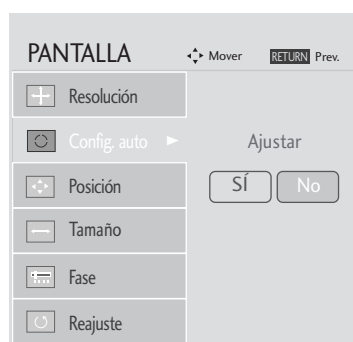 PANTALLA Mover RETURN Prev.
Resolución
Config. auto
Ajustar
Posición
SÍ No
Tamaño
Fase
Reajuste